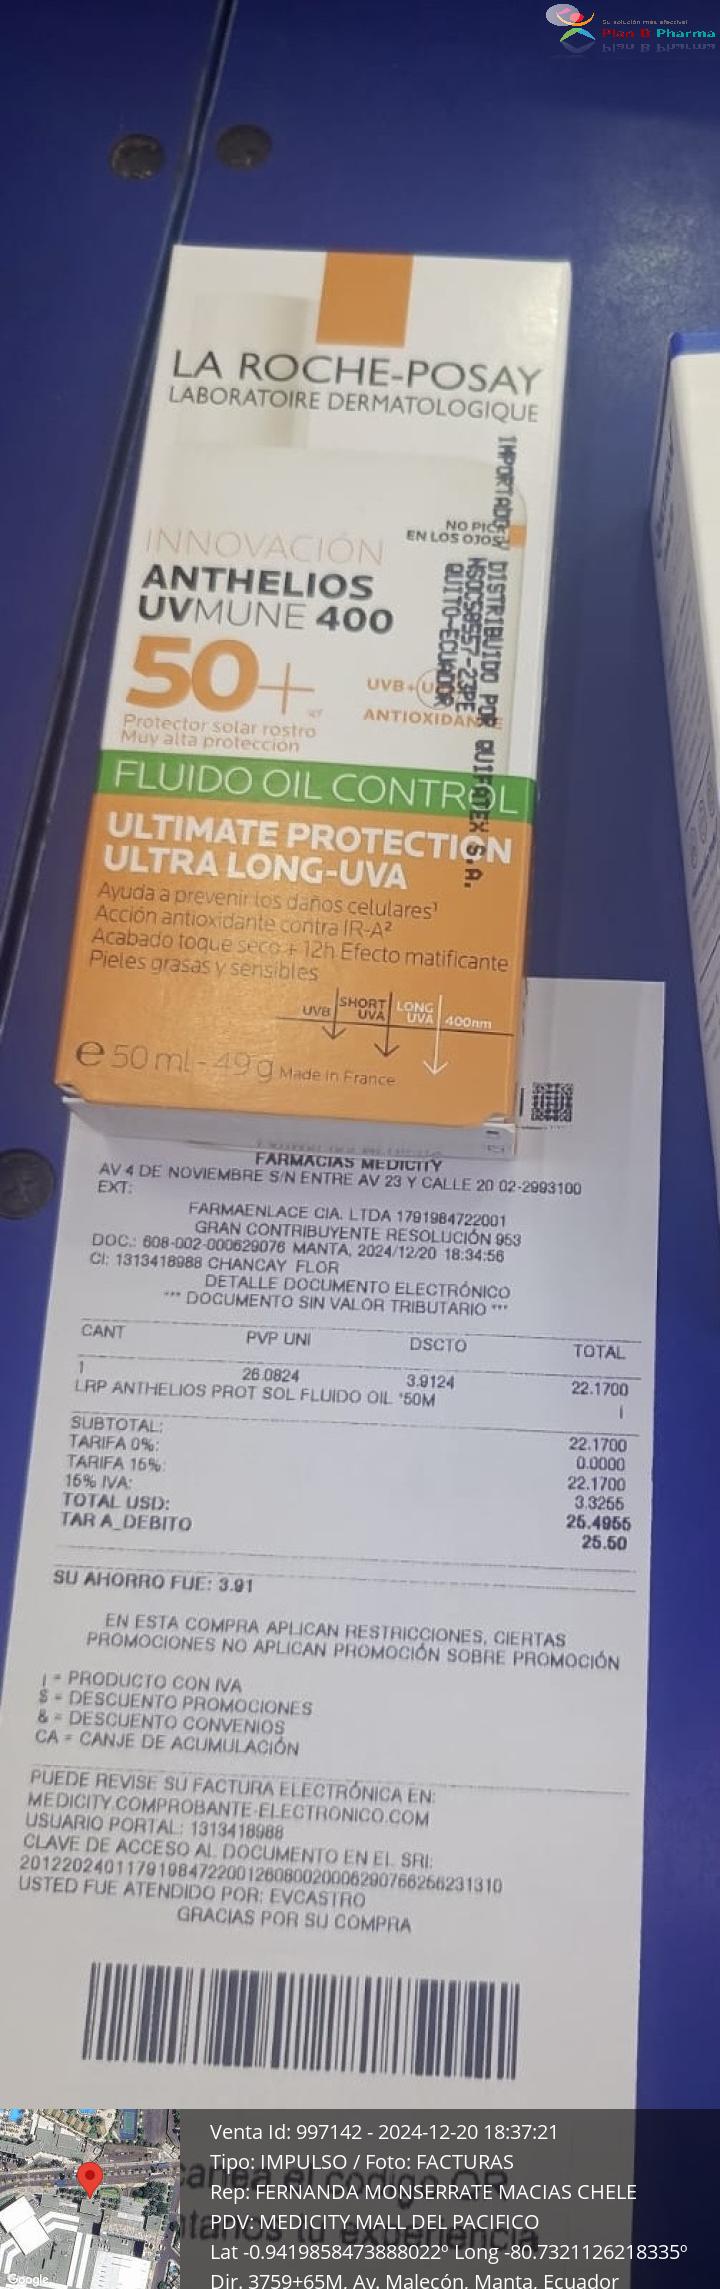 Su solución más efectiva!
Plan B Pharma
LA ROCHE-POSAY
LABORATOIRE DERMATOLOGIQUE
NO PICA
EN LOS OJOS
IMPORTADO Y DISTRIBUIDO POR QUIFATEX S.A.
NSOC58557-23PE
QUITO-ECUADOR
INNOVACIÓN
ANTHELIOS
UVMUNE 400
50+
SPF
UVB+U
ANTIOXIDANTE
Protector solar rostro
Muy alta protección
FLUIDO OIL CONTROL
ULTIMATE PROTECTION
ULTRA LONG-UVA
Ayuda a prevenir los daños celulares¹
Acción antioxidante contra IR-A²
Acabado toque seco + 12h Efecto matificante
Pieles grasas y sensibles
UVB SHORT UVA LONG UVA 400nm
e 50 ml - 49 g Made in France
FARMACIAS MEDICITY
AV 4 DE NOVIEMBRE S/N ENTRE AV 23 Y CALLE 20 02-2993100
EXT:
FARMAENLACE CIA. LTDA 1791984722001
GRAN CONTRIBUYENTE RESOLUCIÓN 953
DOC.: 608-002-000629076 MANTA, 2024/12/20 18:34:56
CI: 1313418988 CHANCAY FLOR
DETALLE DOCUMENTO ELECTRÓNICO
*** DOCUMENTO SIN VALOR TRIBUTARIO ***
CANT PVP UNI DSCTO TOTAL
1 26.0824 3.9124 22.1700
LRP ANTHELIOS PROT SOL FLUIDO OIL *50M i
SUBTOTAL: 22.1700
TARIFA 0%: 0.0000
TARIFA 15%: 22.1700
15% IVA: 3.3255
TOTAL USD: 25.4955
TAR A_DEBITO 25.50
SU AHORRO FUE: 3.91
EN ESTA COMPRA APLICAN RESTRICCIONES, CIERTAS
PROMOCIONES NO APLICAN PROMOCIÓN SOBRE PROMOCIÓN
i = PRODUCTO CON IVA
$ = DESCUENTO PROMOCIONES
& = DESCUENTO CONVENIOS
CA = CANJE DE ACUMULACIÓN
PUEDE REVISE SU FACTURA ELECTRÓNICA EN:
MEDICITY.COMPROBANTE-ELECTRONICO.COM
USUARIO PORTAL: 1313418988
CLAVE DE ACCESO AL DOCUMENTO EN EL SRI:
2012202401179198472200126080020006290766256231310
USTED FUE ATENDIDO POR: EVCASTRO
GRACIAS POR SU COMPRA
Venta Id: 997142 - 2024-12-20 18:37:21
Tipo: IMPULSO / Foto: FACTURAS
Rep: FERNANDA MONSERRATE MACIAS CHELE
PDV: MEDICITY MALL DEL PACIFICO
Lat -0.9419858473888022º Long -80.7321126218335º
Dir. 3759+65M, Av. Malecón, Manta, Ecuador
Google